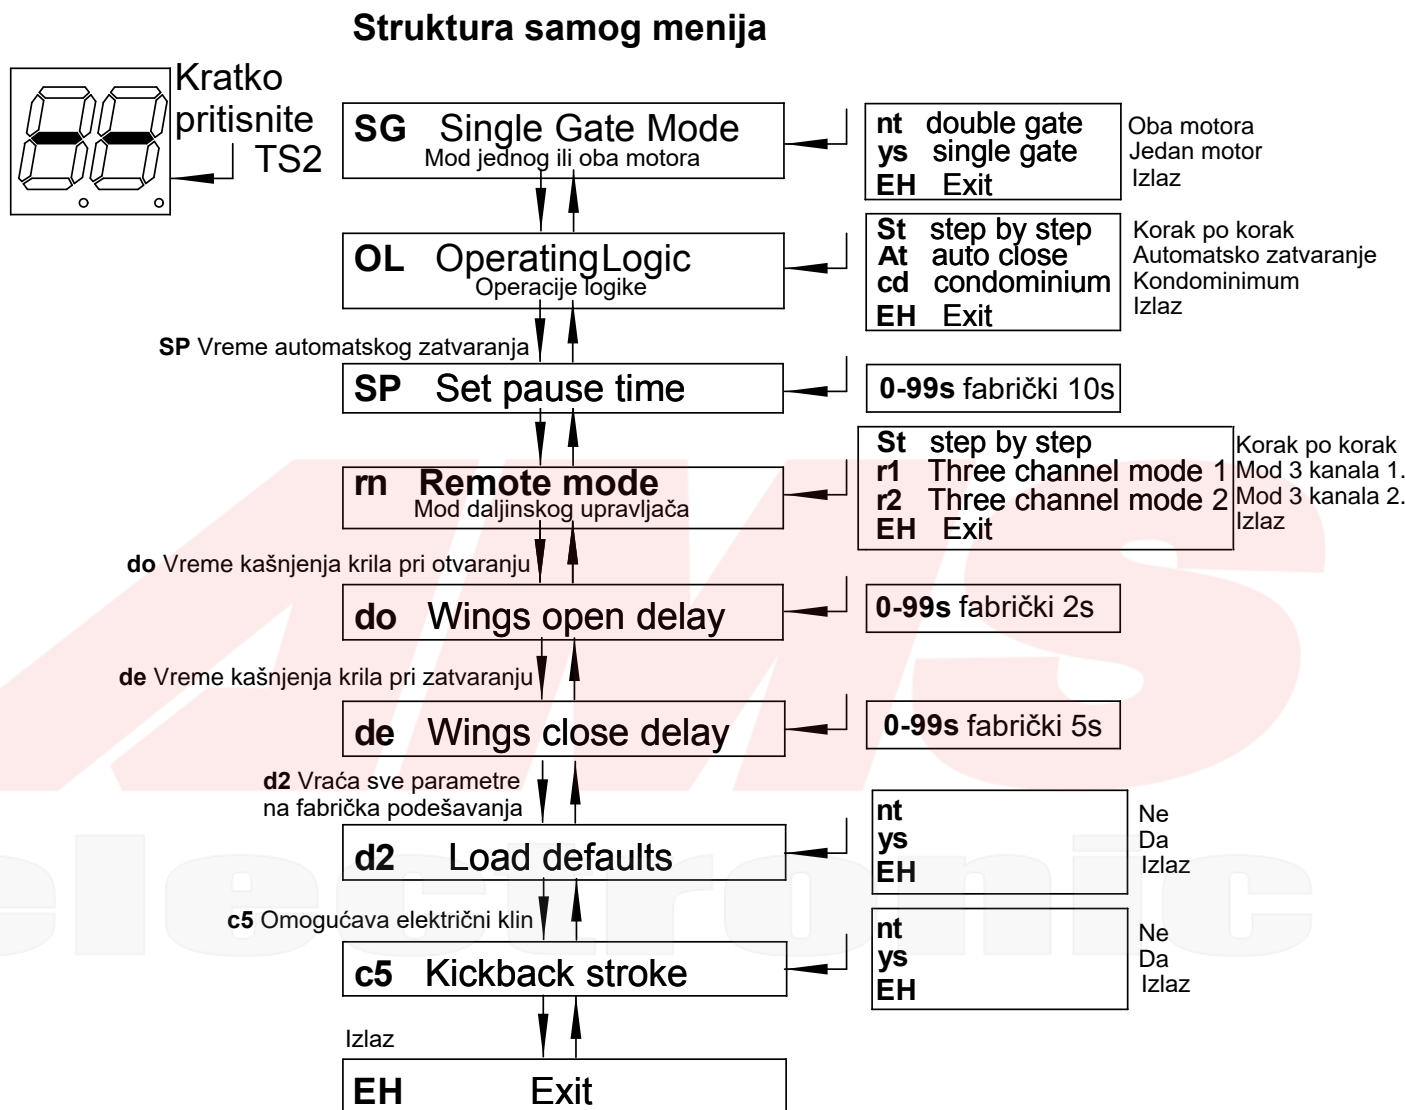 Struktura samog menija
Kratko
pritisnite
TS2
SG Single Gate Mode
Mod jednog ili oba motora
nt double gate
ys single gate
EH Exit
Oba motora
Jedan motor
Izlaz
OL OperatingLogic
Operacije logike
St step by step
At auto close
cd condominium
EH Exit
Korak po korak
Automatsko zatvaranje
Kondominimum
Izlaz
SP Vreme automatskog zatvaranja
SP Set pause time
0-99s fabrički 10s
rn Remote mode
Mod daljinskog upravljača
St step by step
r1 Three channel mode 1
r2 Three channel mode 2
EH Exit
Korak po korak
Mod 3 kanala 1.
Mod 3 kanala 2.
Izlaz
do Vreme kašnjenja krila pri otvaranju
do Wings open delay
0-99s fabrički 2s
de Vreme kašnjenja krila pri zatvaranju
de Wings close delay
0-99s fabrički 5s
d2 Vraća sve parametre
na fabrička podešavanja
d2 Load defaults
nt
ys
EH
Ne
Da
Izlaz
c5 Omogućava električni klin
c5 Kickback stroke
nt
ys
EH
Ne
Da
Izlaz
Izlaz
EH Exit
AMS
electronic